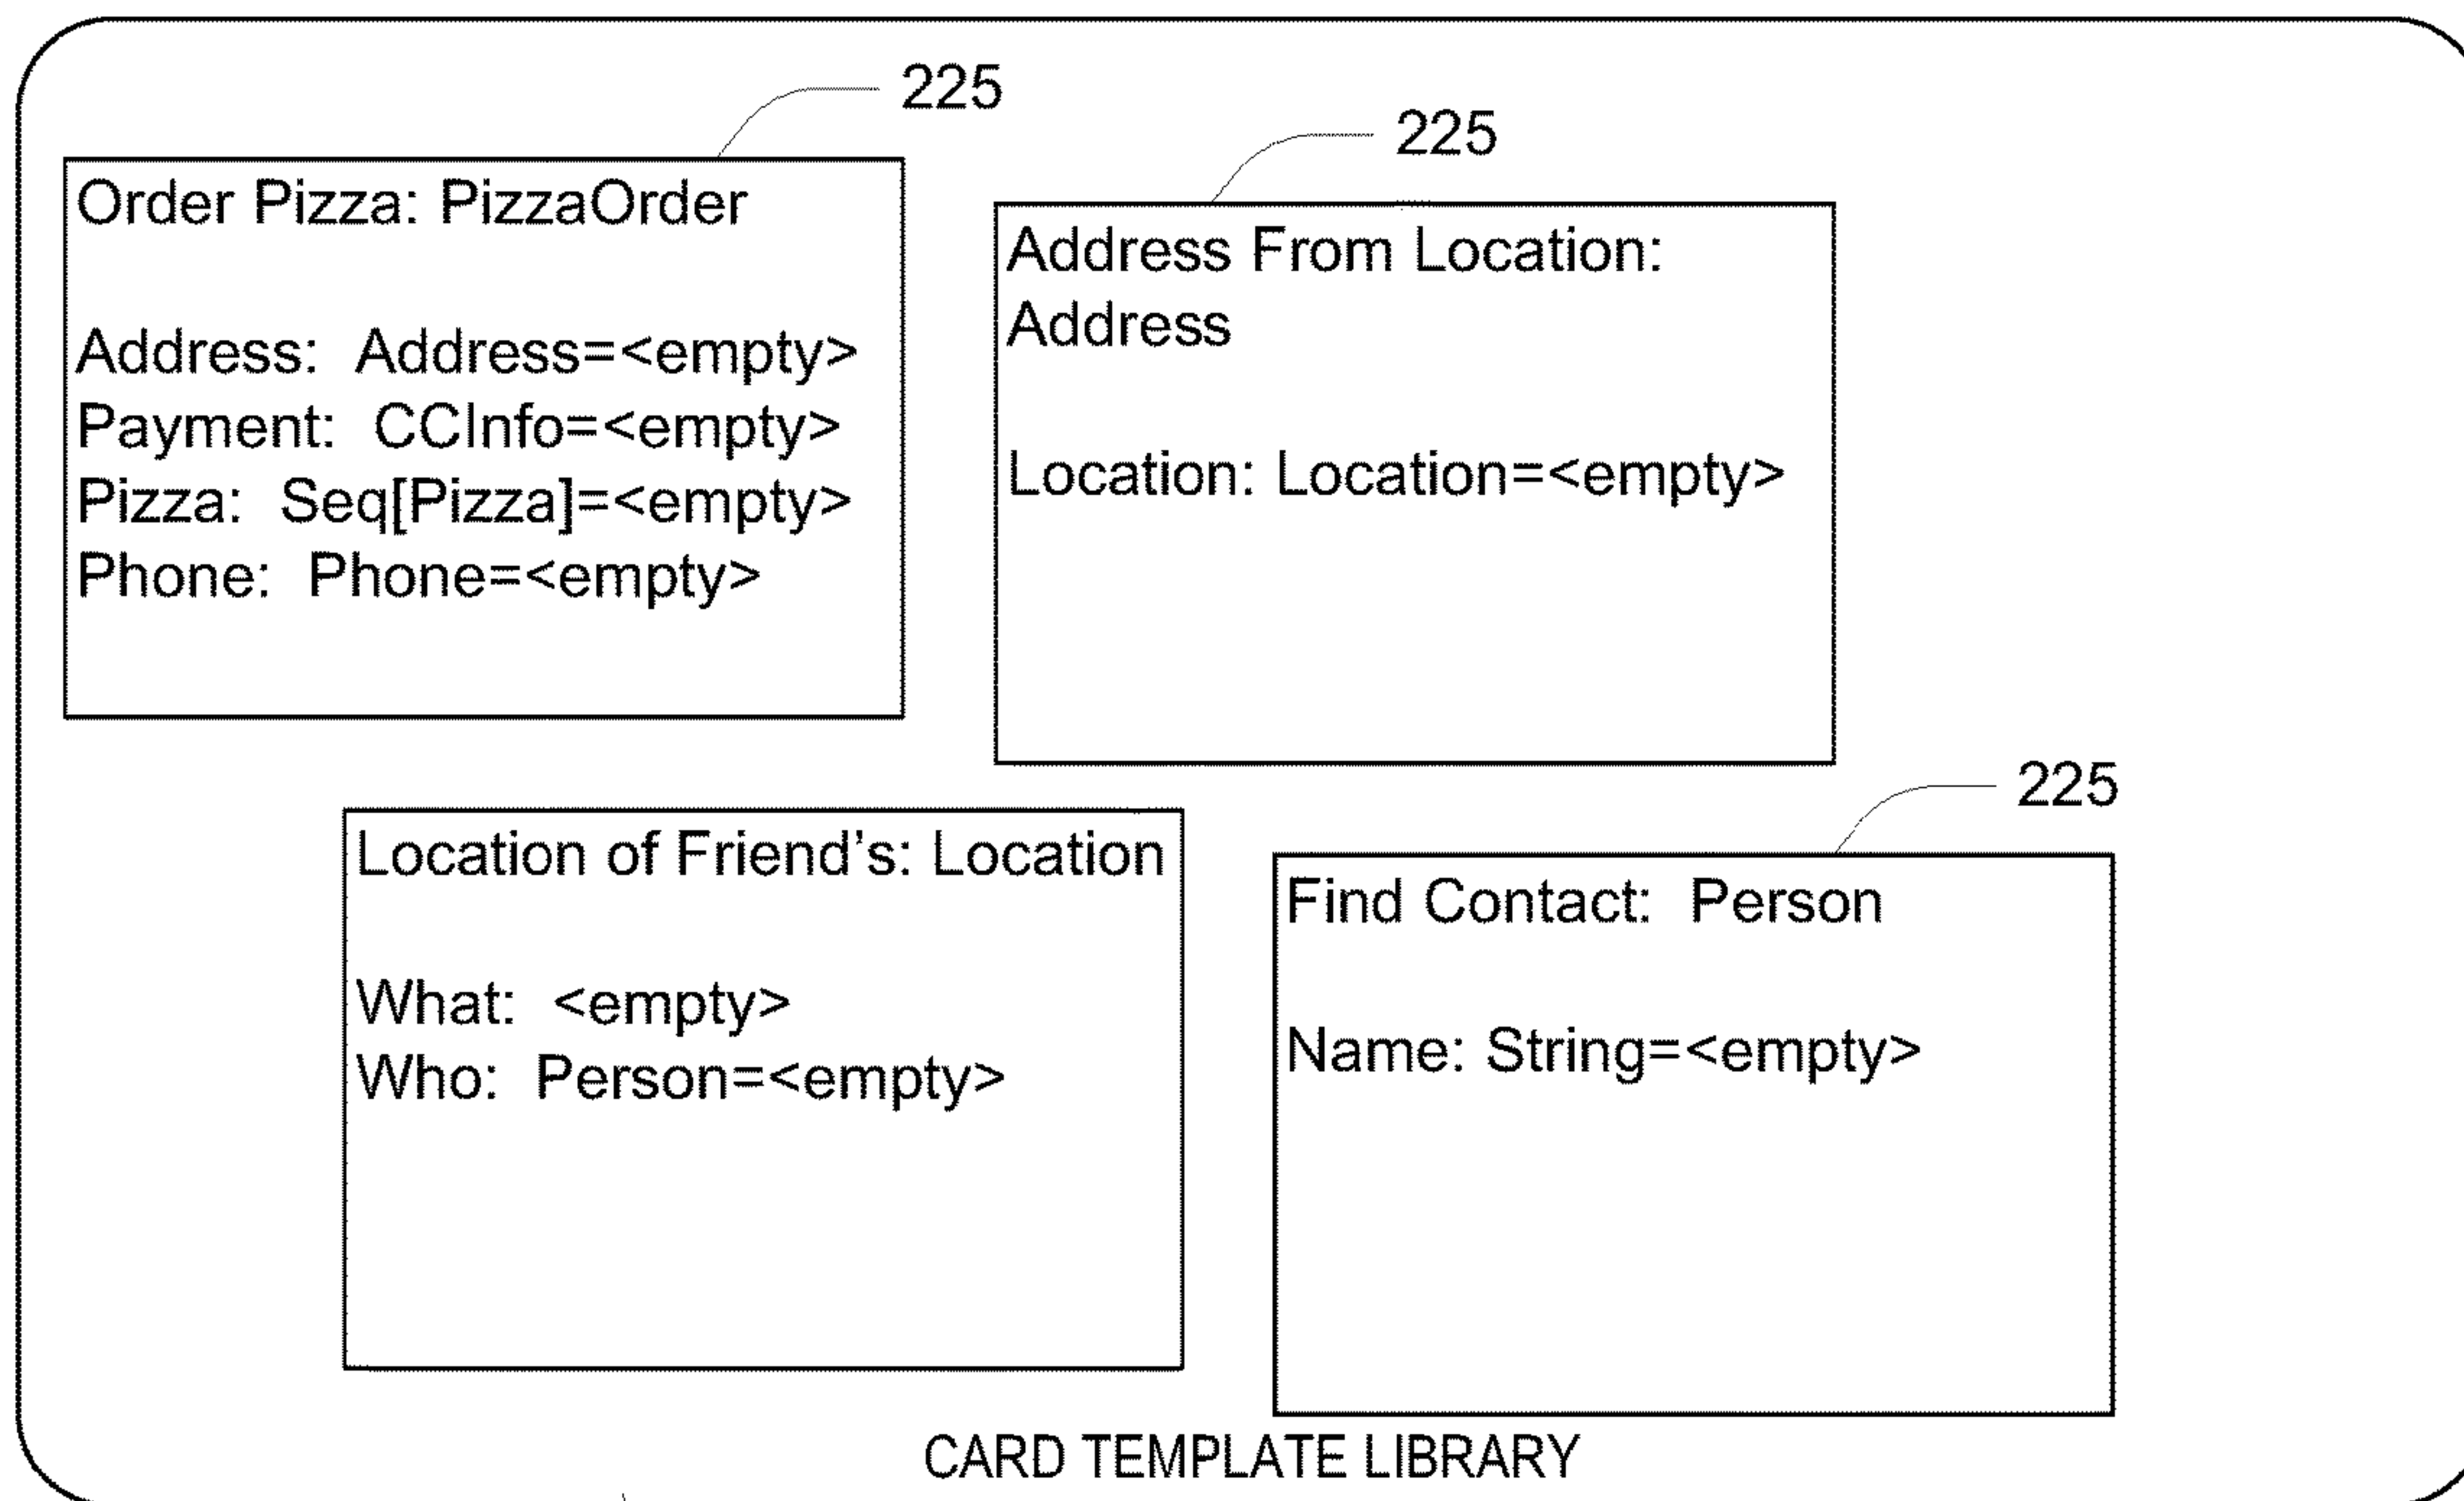 225
Order Pizza: PizzaOrder
Address:  Address=<empty>
Payment:  CCInfo=<empty>
Pizza:  Seq[Pizza]=<empty>
Phone:  Phone=<empty>
225
Address From Location:
Address
Location: Location=<empty>
Location of Friend’s: Location
What:  <empty>
Who:  Person=<empty>
225
Find Contact:  Person
Name: String=<empty>
CARD TEMPLATE LIBRARY